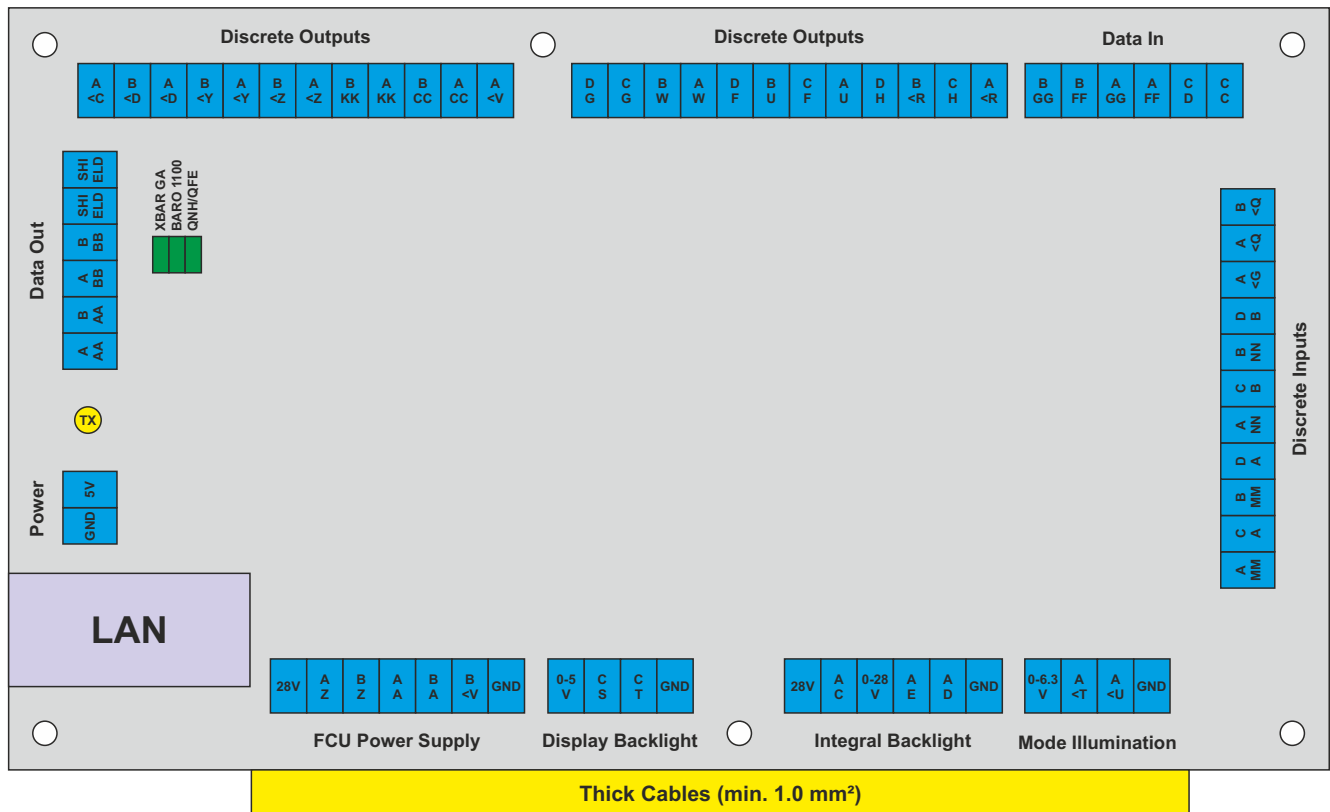 Discrete Outputs
Discrete Outputs
Data In
A B A B A B A B A B A A
<C <D <D <Y <Y <Z <Z KK KK CC CC <V
D C B A D B C A D B C A
G G W W F U F U H <R H <R
B B A A C C
GG FF GG FF D C
SHI
ELD
SHI
ELD
B
BB
A
BB
B
AA
A
AA
Data Out
XBAR GA
BARO 1100
QNH/QFE
B
<Q
A
<Q
A
<G
D
B
B
NN
C
B
A
NN
D
A
B
MM
C
A
A
MM
Discrete Inputs
TX
Power
5V
GND
LAN
28V A B A B B GND
Z Z A A <V
0-5 C C GND
V S T
28V A 0-28 A A GND
C V E D
0-6.3 A A GND
V <T <U
FCU Power Supply
Display Backlight
Integral Backlight
Mode Illumination
Thick Cables (min. 1.0 mm²)